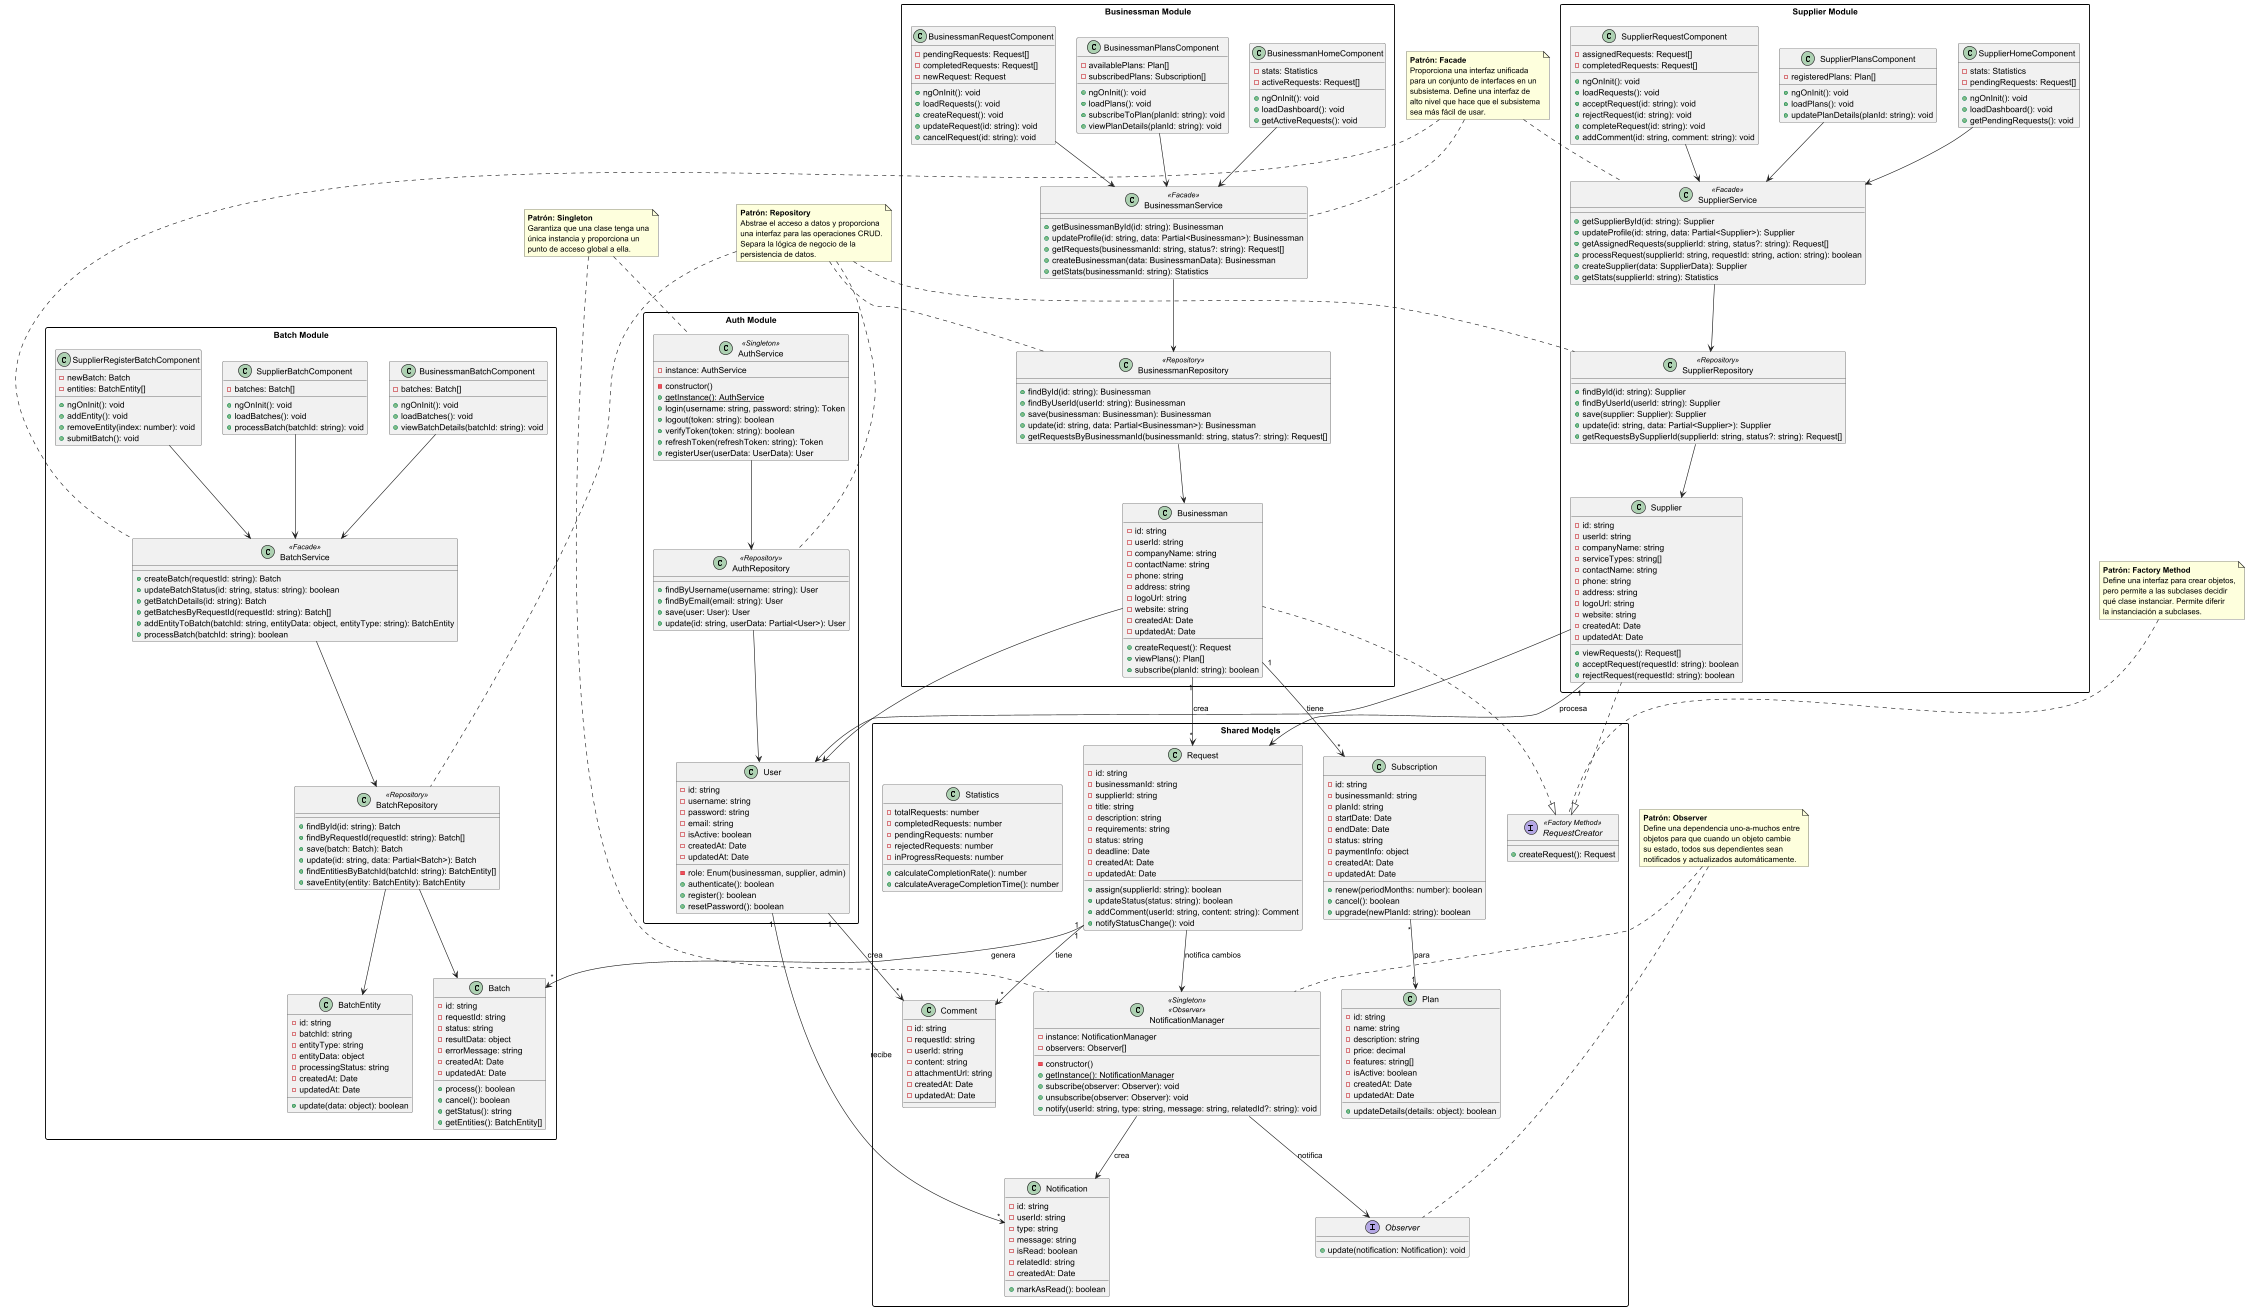 Businessman Module
C BusinessmanRequestComponent
pendingRequests: Request[]
completedRequests: Request[]
newRequest: Request
ngOnInit(): void
loadRequests(): void
createRequest(): void
updateRequest(id: string): void
cancelRequest(id: string): void
C BusinessmanPlansComponent
availablePlans: Plan[]
subscribedPlans: Subscription[]
ngOnInit(): void
loadPlans(): void
subscribeToPlan(planId: string): void
viewPlanDetails(planId: string): void
C BusinessmanHomeComponent
stats: Statistics
activeRequests: Request[]
ngOnInit(): void
loadDashboard(): void
getActiveRequests(): void
Patrón: Facade
Proporciona una interfaz unificada
para un conjunto de interfaces en un
subsistema. Define una interfaz de
alto nivel que hace que el subsistema
sea más fácil de usar.
Supplier Module
C SupplierRequestComponent
assignedRequests: Request[]
completedRequests: Request[]
ngOnInit(): void
loadRequests(): void
acceptRequest(id: string): void
rejectRequest(id: string): void
completeRequest(id: string): void
addComment(id: string, comment: string): void
C SupplierPlansComponent
registeredPlans: Plan[]
ngOnInit(): void
loadPlans(): void
updatePlanDetails(planId: string): void
C SupplierHomeComponent
stats: Statistics
pendingRequests: Request[]
ngOnInit(): void
loadDashboard(): void
getPendingRequests(): void
«Facade»
C BusinessmanService
getBusinessmanById(id: string): Businessman
updateProfile(id: string, data: Partial<Businessman>): Businessman
getRequests(businessmanId: string, status?: string): Request[]
createBusinessman(data: BusinessmanData): Businessman
getStats(businessmanId: string): Statistics
«Facade»
C SupplierService
getSupplierById(id: string): Supplier
updateProfile(id: string, data: Partial<Supplier>): Supplier
getAssignedRequests(supplierId: string, status?: string): Request[]
processRequest(supplierId: string, requestId: string, action: string): boolean
createSupplier(data: SupplierData): Supplier
getStats(supplierId: string): Statistics
Patrón: Singleton
Garantiza que una clase tenga una
única instancia y proporciona un
punto de acceso global a ella.
Patrón: Repository
Abstrae el acceso a datos y proporciona
una interfaz para las operaciones CRUD.
Separa la lógica de negocio de la
persistencia de datos.
Batch Module
C SupplierRegisterBatchComponent
newBatch: Batch
entities: BatchEntity[]
ngOnInit(): void
addEntity(): void
removeEntity(index: number): void
submitBatch(): void
C SupplierBatchComponent
batches: Batch[]
ngOnInit(): void
loadBatches(): void
processBatch(batchId: string): void
C BusinessmanBatchComponent
batches: Batch[]
ngOnInit(): void
loadBatches(): void
viewBatchDetails(batchId: string): void
Auth Module
«Singleton»
C AuthService
instance: AuthService
constructor()
getInstance(): AuthService
login(username: string, password: string): Token
logout(token: string): boolean
verifyToken(token: string): boolean
refreshToken(refreshToken: string): Token
registerUser(userData: UserData): User
«Repository»
C BusinessmanRepository
findById(id: string): Businessman
findByUserId(userId: string): Businessman
save(businessman: Businessman): Businessman
update(id: string, data: Partial<Businessman>): Businessman
getRequestsByBusinessmanId(businessmanId: string, status?: string): Request[]
«Repository»
C SupplierRepository
findById(id: string): Supplier
findByUserId(userId: string): Supplier
save(supplier: Supplier): Supplier
update(id: string, data: Partial<Supplier>): Supplier
getRequestsBySupplierId(supplierId: string, status?: string): Request[]
«Facade»
C BatchService
createBatch(requestId: string): Batch
updateBatchStatus(id: string, status: string): boolean
getBatchDetails(id: string): Batch
getBatchesByRequestId(requestId: string): Batch[]
addEntityToBatch(batchId: string, entityData: object, entityType: string): BatchEntity
processBatch(batchId: string): boolean
«Repository»
C AuthRepository
findByUsername(username: string): User
findByEmail(email: string): User
save(user: User): User
update(id: string, userData: Partial<User>): User
C Businessman
id: string
userId: string
companyName: string
contactName: string
phone: string
address: string
logoUrl: string
website: string
createdAt: Date
updatedAt: Date
createRequest(): Request
viewPlans(): Plan[]
subscribe(planId: string): boolean
C Supplier
id: string
userId: string
companyName: string
serviceTypes: string[]
contactName: string
phone: string
address: string
logoUrl: string
website: string
createdAt: Date
updatedAt: Date
viewRequests(): Request[]
acceptRequest(requestId: string): boolean
rejectRequest(requestId: string): boolean
Patrón: Factory Method
Define una interfaz para crear objetos,
pero permite a las subclases decidir
qué clase instanciar. Permite diferir
la instanciación a subclases.
1
1
1
crea
tiene
procesa
*
*
*
Shared Models
C User
id: string
username: string
password: string
email: string
isActive: boolean
createdAt: Date
updatedAt: Date
role: Enum(businessman, supplier, admin)
authenticate(): boolean
register(): boolean
resetPassword(): boolean
C Statistics
totalRequests: number
completedRequests: number
pendingRequests: number
rejectedRequests: number
inProgressRequests: number
calculateCompletionRate(): number
calculateAverageCompletionTime(): number
C Request
id: string
businessmanId: string
supplierId: string
title: string
description: string
requirements: string
status: string
deadline: Date
createdAt: Date
updatedAt: Date
assign(supplierId: string): boolean
updateStatus(status: string): boolean
addComment(userId: string, content: string): Comment
notifyStatusChange(): void
C Subscription
id: string
businessmanId: string
planId: string
startDate: Date
endDate: Date
status: string
paymentInfo: object
createdAt: Date
updatedAt: Date
renew(periodMonths: number): boolean
cancel(): boolean
upgrade(newPlanId: string): boolean
«Factory Method»
I RequestCreator
createRequest(): Request
Patrón: Observer
Define una dependencia uno-a-muchos entre
objetos para que cuando un objeto cambie
su estado, todos sus dependientes sean
notificados y actualizados automáticamente.
«Repository»
C BatchRepository
findById(id: string): Batch
findByRequestId(requestId: string): Batch[]
save(batch: Batch): Batch
update(id: string, data: Partial<Batch>): Batch
findEntitiesByBatchId(batchId: string): BatchEntity[]
saveEntity(entity: BatchEntity): BatchEntity
1
1
1
1
*
crea
genera
tiene
notifica cambios
para
*
*
*
1
C BatchEntity
id: string
batchId: string
entityType: string
entityData: object
processingStatus: string
createdAt: Date
updatedAt: Date
update(data: object): boolean
C Batch
id: string
requestId: string
status: string
resultData: object
errorMessage: string
createdAt: Date
updatedAt: Date
process(): boolean
cancel(): boolean
getStatus(): string
getEntities(): BatchEntity[]
C Comment
id: string
requestId: string
userId: string
content: string
attachmentUrl: string
createdAt: Date
updatedAt: Date
«Singleton»
«Observer»
C NotificationManager
instance: NotificationManager
observers: Observer[]
constructor()
getInstance(): NotificationManager
subscribe(observer: Observer): void
unsubscribe(observer: Observer): void
notify(userId: string, type: string, message: string, relatedId?: string): void
C Plan
id: string
name: string
description: string
price: decimal
features: string[]
isActive: boolean
createdAt: Date
updatedAt: Date
updateDetails(details: object): boolean
recibe
crea
notifica
*
C Notification
id: string
userId: string
type: string
message: string
isRead: boolean
relatedId: string
createdAt: Date
markAsRead(): boolean
I Observer
update(notification: Notification): void